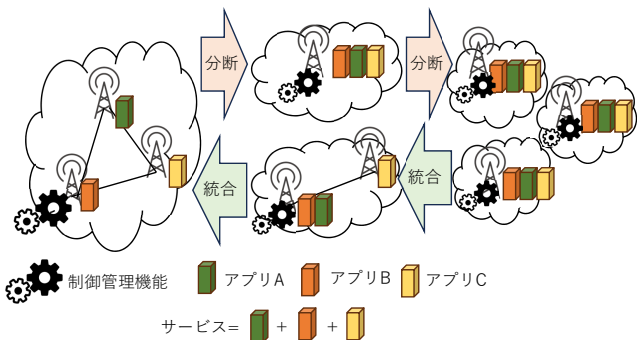 分断
分断
統合
統合
制御管理機能
アプリA
アプリB
アプリC
サービス= + +